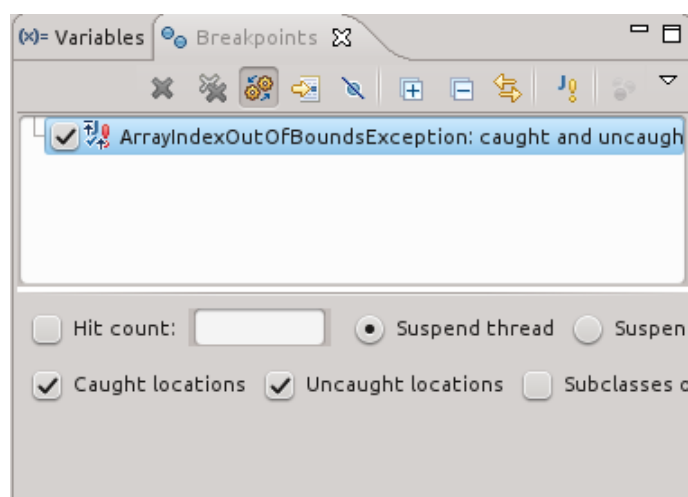 (x)= Variables Breakpoints
J
J ArrayIndexOutOfBoundsException: caught and uncaugh
Hit count: Suspend thread Suspen
Caught locations Uncaught locations Subclasses o